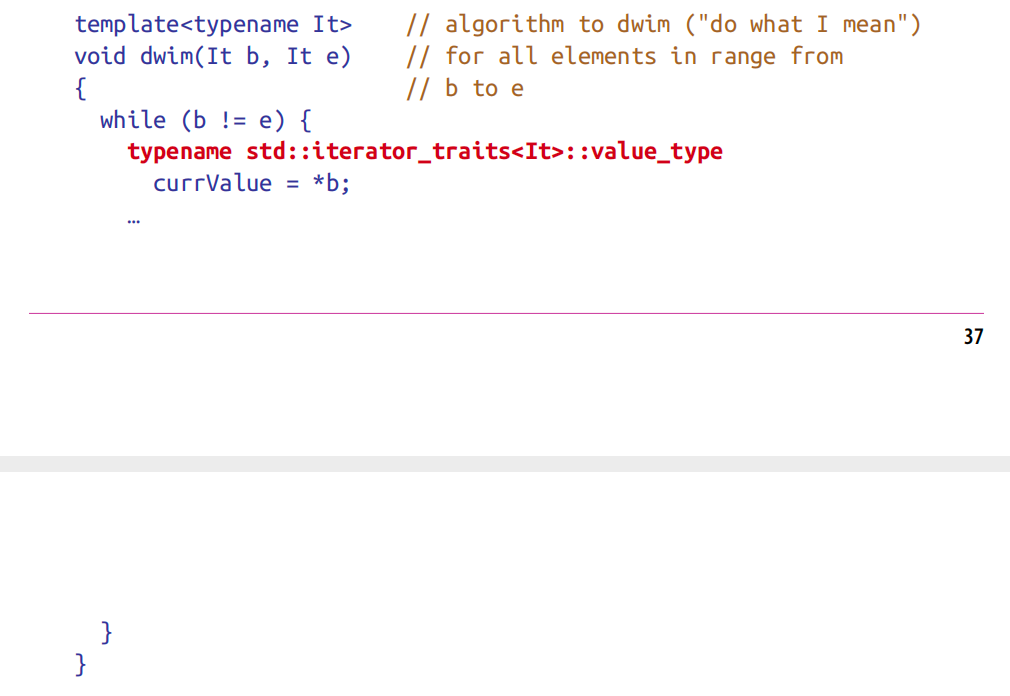 template<typename It>    // algorithm to dwim ("do what I mean")
void dwim(It b, It e)    // for all elements in range from
{                        // b to e
  while (b != e) {
    typename std::iterator_traits<It>::value_type
      currValue = *b;
    …
37
  }
}